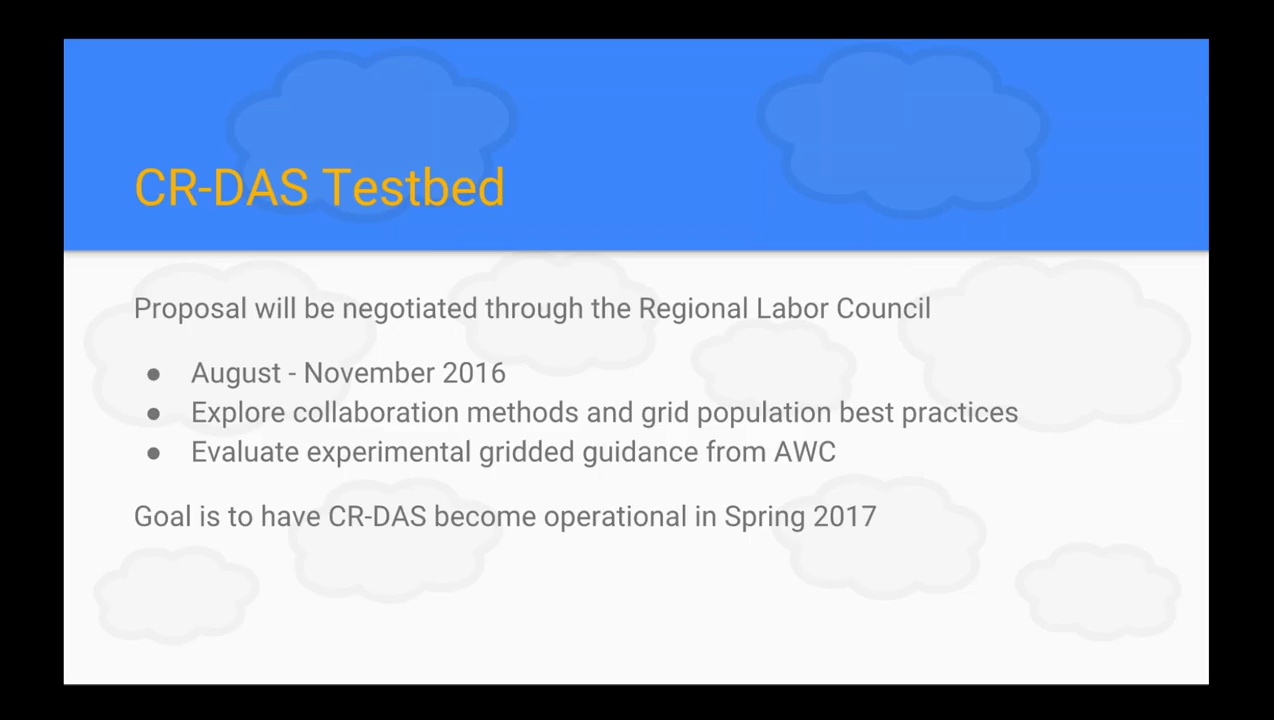 CR-DAS Testbed
Proposal will be negotiated through the Regional Labor Council
● August - November 2016
● Explore collaboration methods and grid population best practices
● Evaluate experimental gridded guidance from AWC
Goal is to have CR-DAS become operational in Spring 2017